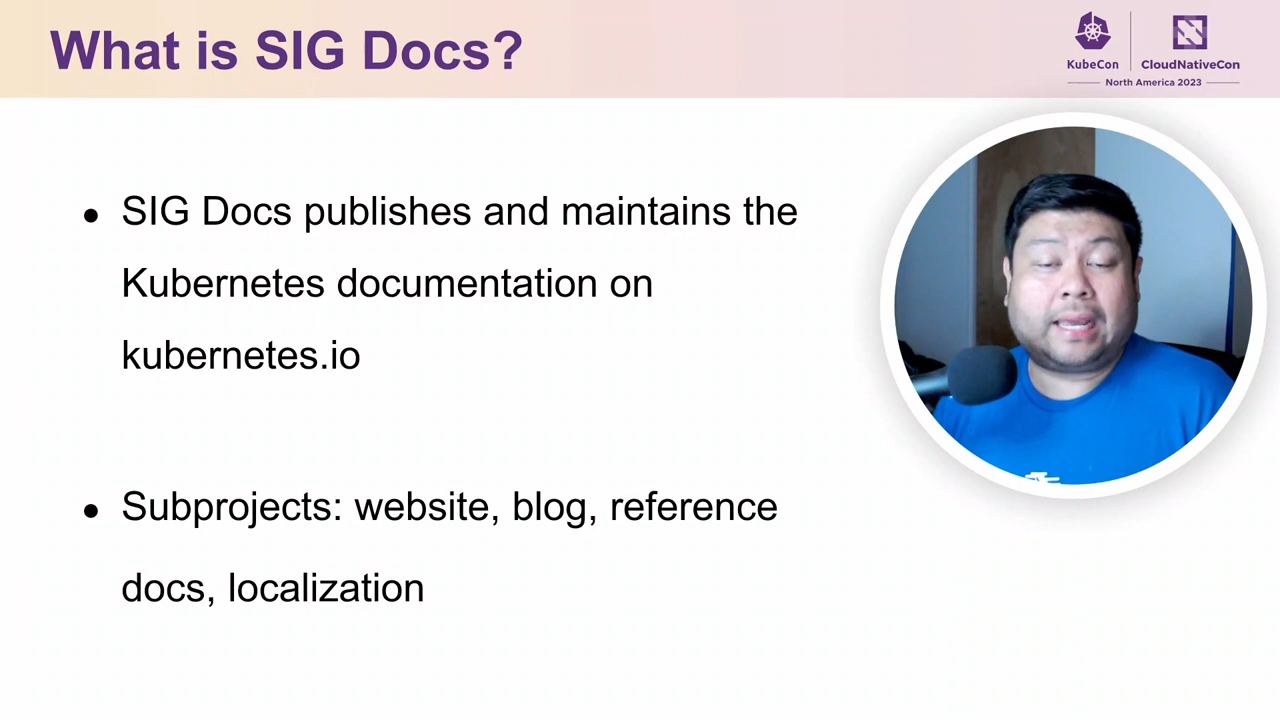 What is SIG Docs?
KubeCon
CloudNativeCon
North America 2023
● SIG Docs publishes and maintains the
Kubernetes documentation on
kubernetes.io
● Subprojects: website, blog, reference
docs, localization